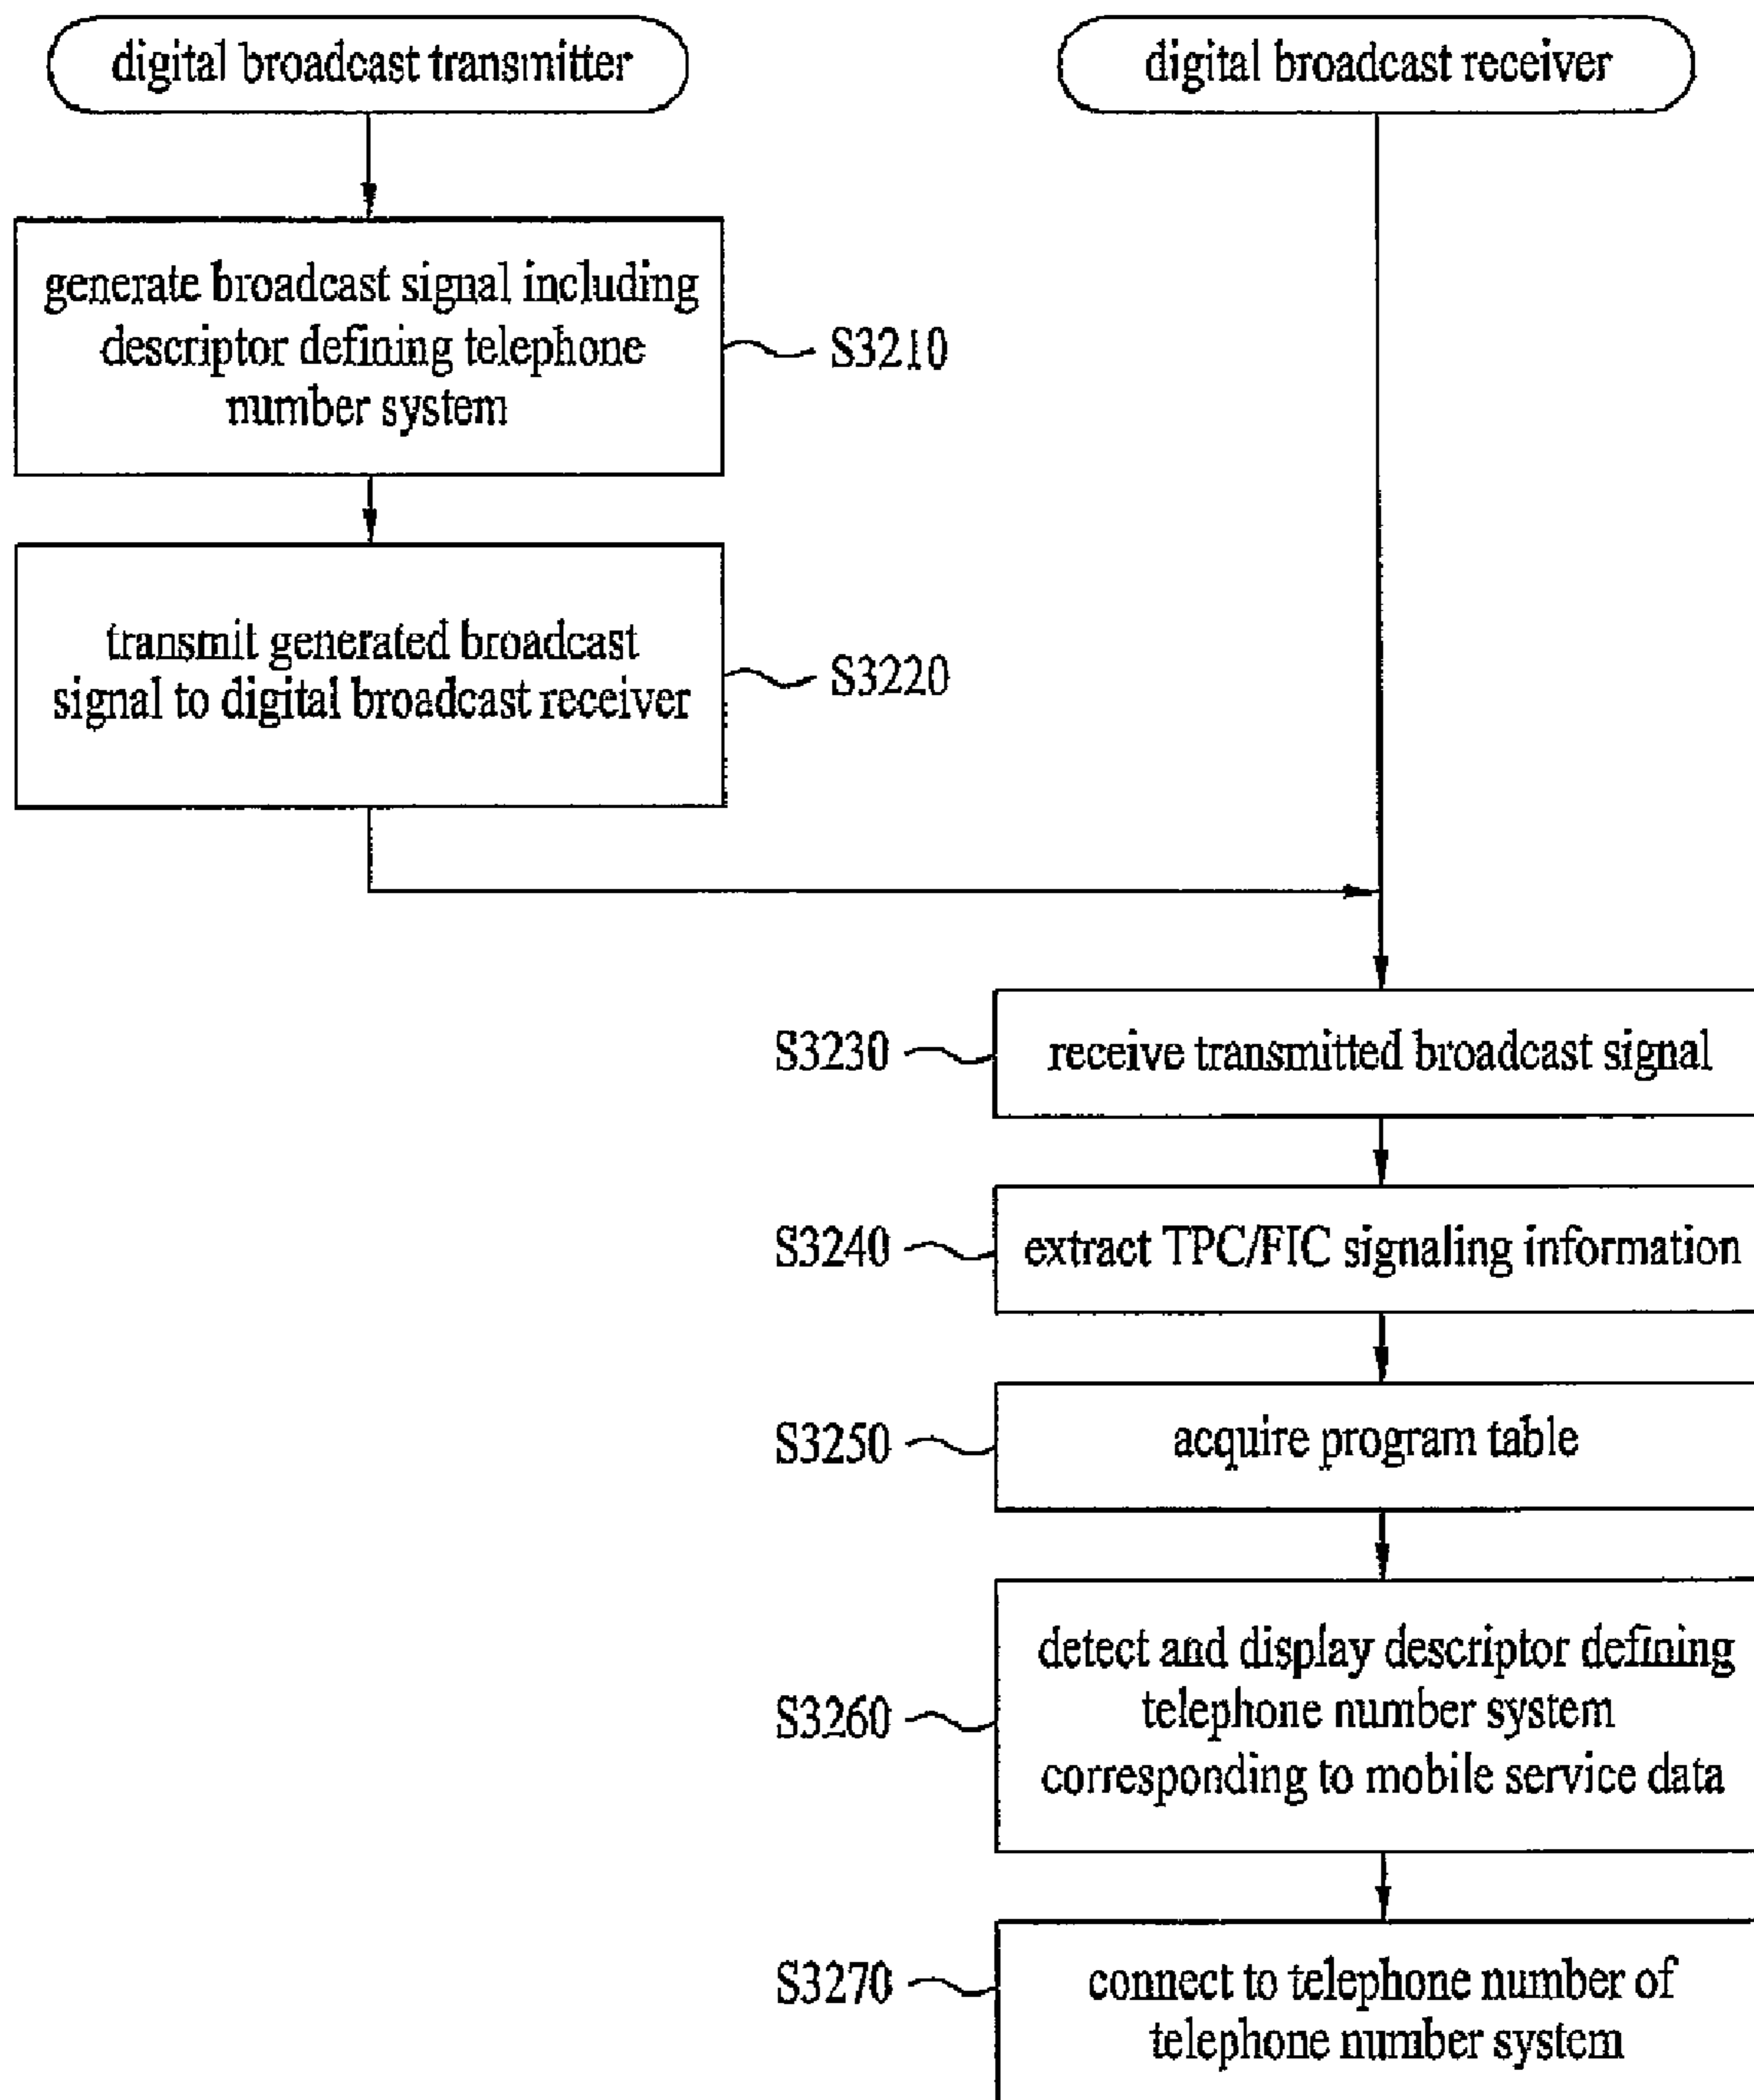 digital broadcast transmitter
digital broadcast receiver
generate broadcast signal including
descriptor defining telephone
number system
S3210
transmit generated broadcast
signal to digital broadcast receiver
S3220
S3230
receive transmitted broadcast signal
S3240
extract TPC/FIC signaling information
S3250
acquire program table
S3260
detect and display descriptor defining
telephone number system
corresponding to mobile service data
S3270
connect to telephone number of
telephone number system